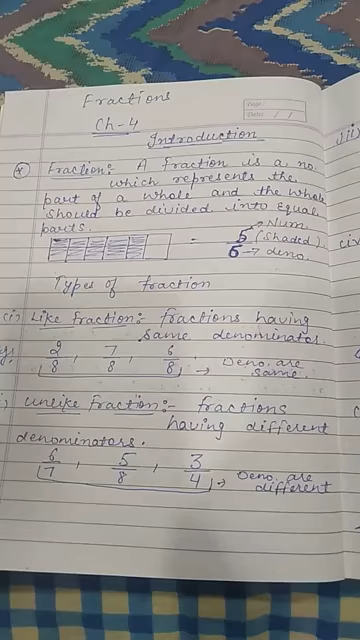 Fractions
Page:
Date: / /
Ch-4
Introduction
Fraction:- A fraction is a no.
which represents the
part of a whole and the whole
should be divided into equal
parts.
→ Num.
5 (shaded)
= 6 → deno.
Types of fraction
(i) Like fraction:- fractions having
same denominator.
2/8, 7/8, 6/8, → Deno. are
same.
unlike fraction:- fractions
having different
denominators.
6/7, 5/8, 3/4 → Deno. are
different
iii)
(iv